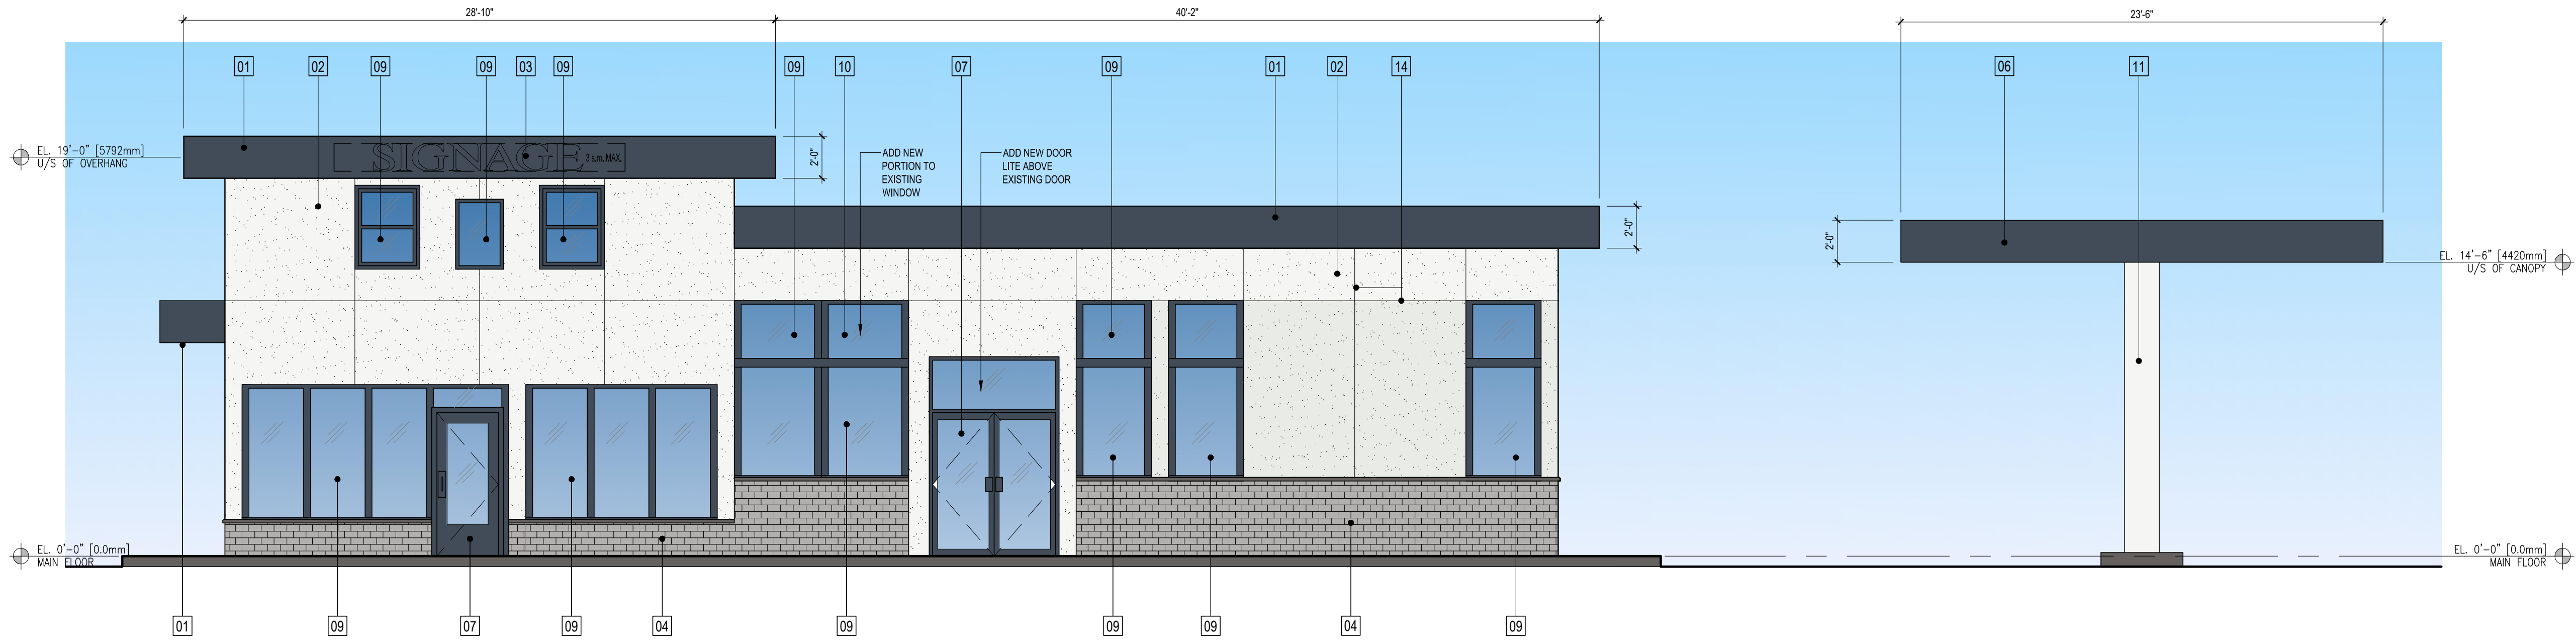 28'-10"
40'-2"
23'-6"
01
02
09
09
03
09
09
10
07
09
01
02
14
06
11
EL. 19'-0" [5792mm]
U/S OF OVERHANG
SIGNAGE
3 s.m, MAX.
2'-0"
ADD NEW
PORTION TO
EXISTING
WINDOW
ADD NEW DOOR
LITE ABOVE
EXISTING DOOR
2'-0"
2'-0"
EL. 14'-6" [4420mm]
U/S OF CANOPY
EL. 0'-0" [0.0mm]
MAIN FLOOR
EL. 0'-0" [0.0mm]
MAIN FLOOR
01
09
07
09
04
09
09
09
04
09